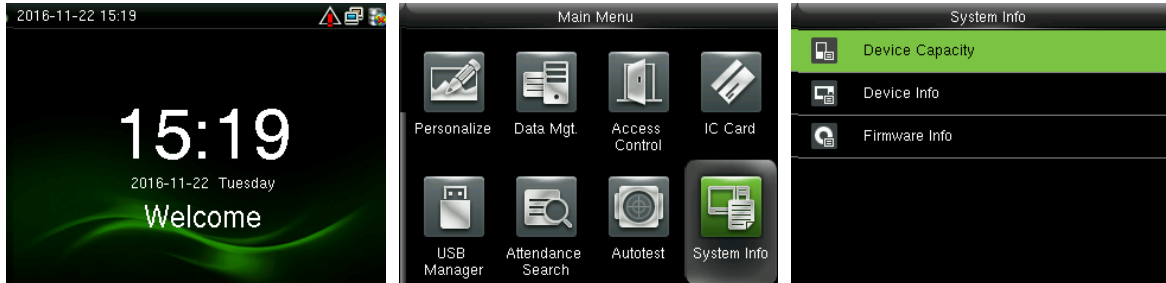 2016-11-22 15:19
15:19
2016-11-22 Tuesday
Welcome
Main Menu
Personalize
Data Mgt.
Access
Control
IC Card
USB
Manager
Attendance
Search
Autotest
System Info
System Info
Device Capacity
Device Info
Firmware Info